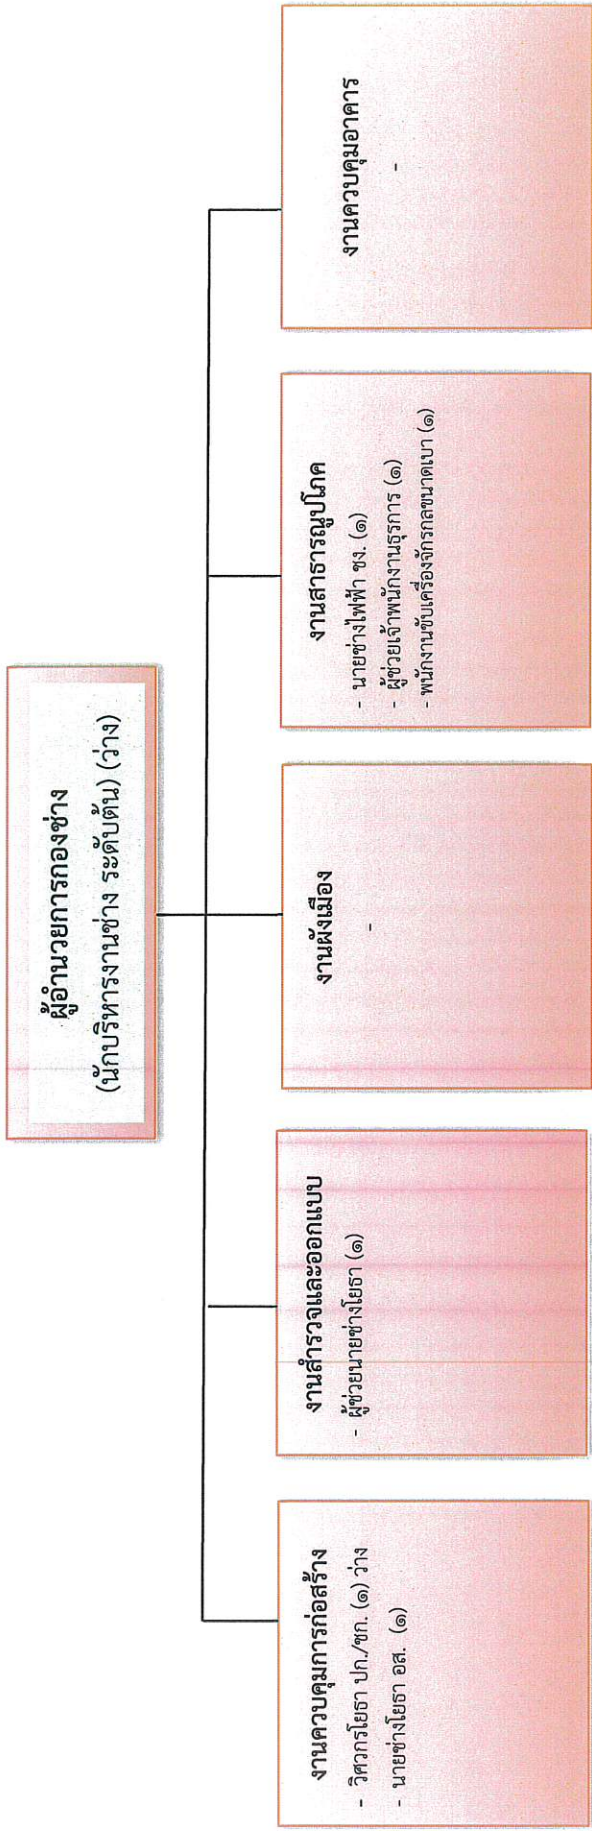 ผู้อำนวยการกองช่าง
(นักบริหารงานช่าง ระดับต้น) (ว่าง)
งานควบคุมการก่อสร้าง
- วิศวกรโยธา ปก./ชก. (๑) ว่าง
- นายช่างโยธา อส. (๑)
งานสำรวจและออกแบบ
- ผู้ช่วยนายช่างโยธา (๑)
งานผังเมือง
-
งานสาธารณูปโภค
- นายช่างไฟฟ้า ชง. (๑)
- ผู้ช่วยเจ้าพนักงานธุรการ (๑)
- พนักงานขับเครื่องจักรกลขนาดเบา (๑)
งานควบคุมอาคาร
-